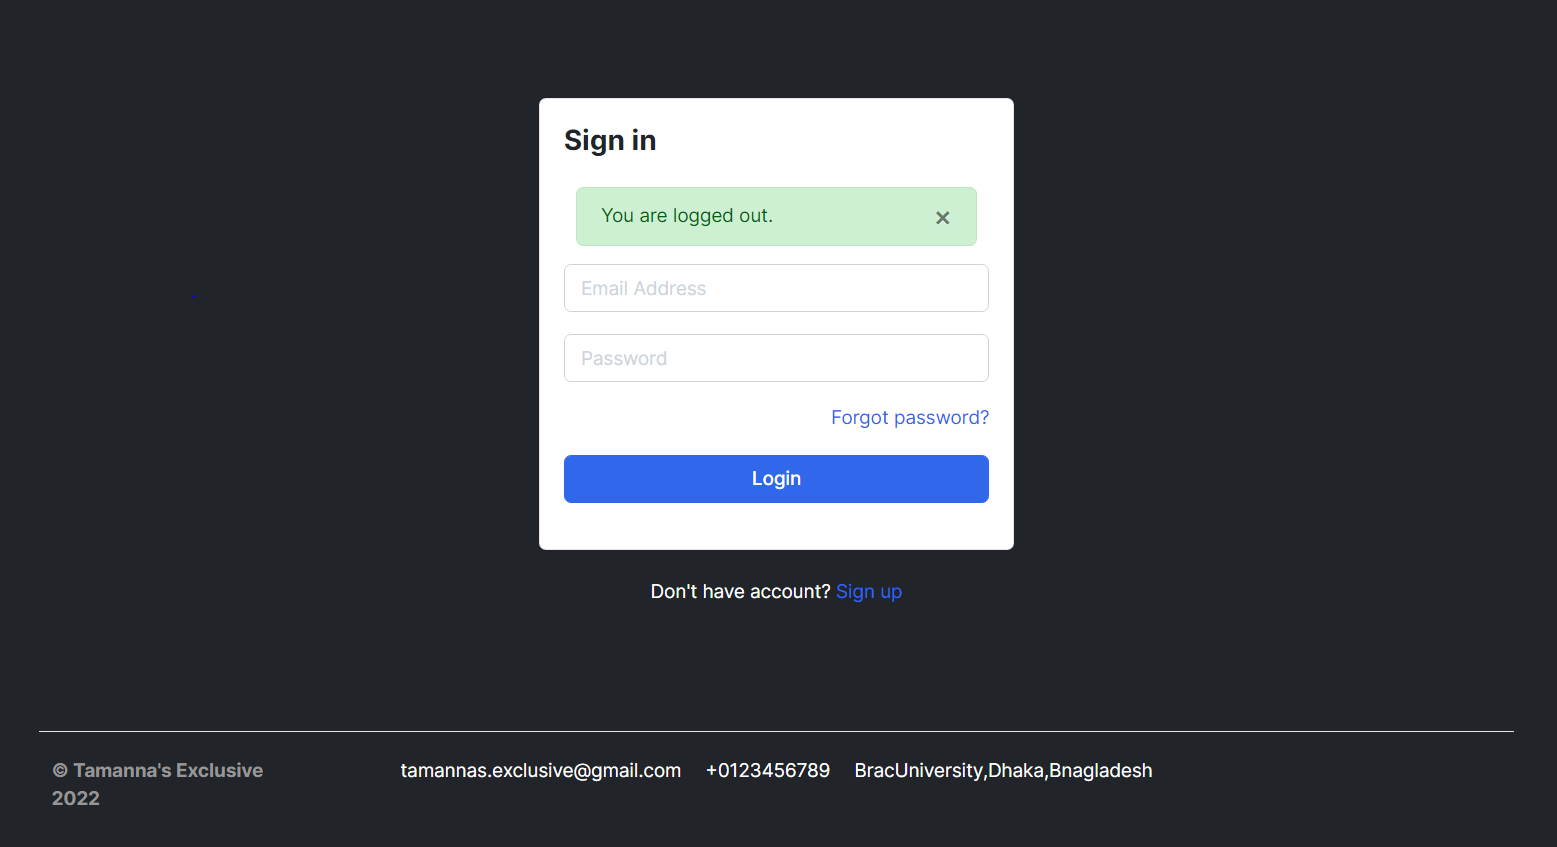 Sign in
You are logged out. ×
Email Address
Password
Forgot password?
Login
Don't have account? Sign up
© Tamanna's Exclusive
2022
tamannas.exclusive@gmail.com +0123456789 BracUniversity,Dhaka,Bnagladesh